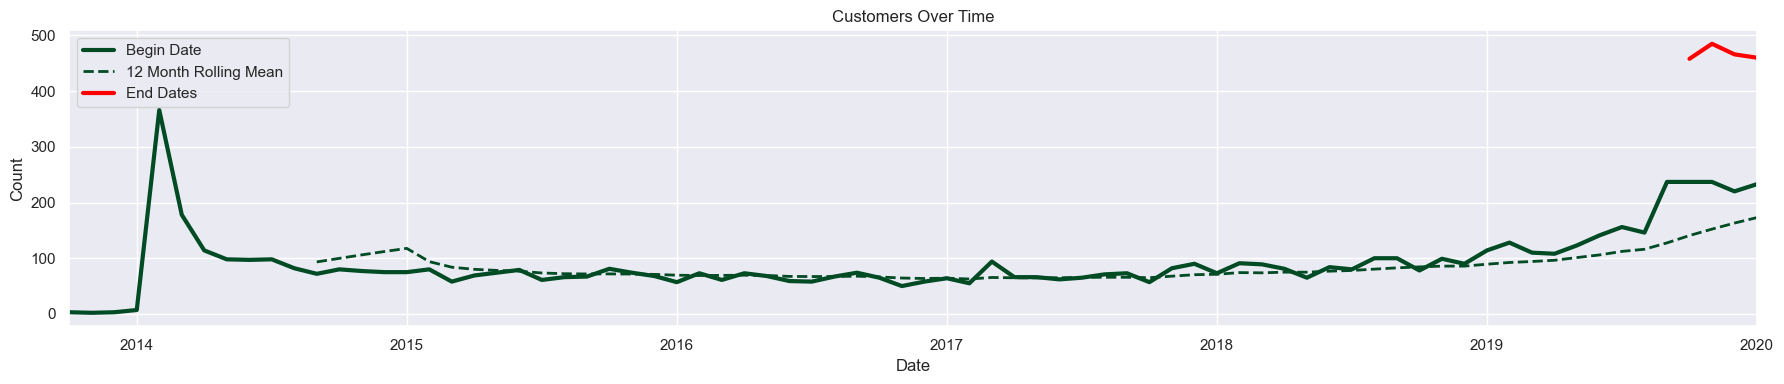 Customers Over Time
500
400
300
200
100
0
Count
Begin Date
12 Month Rolling Mean
End Dates
2014 2015 2016 2017 2018 2019 2020
Date